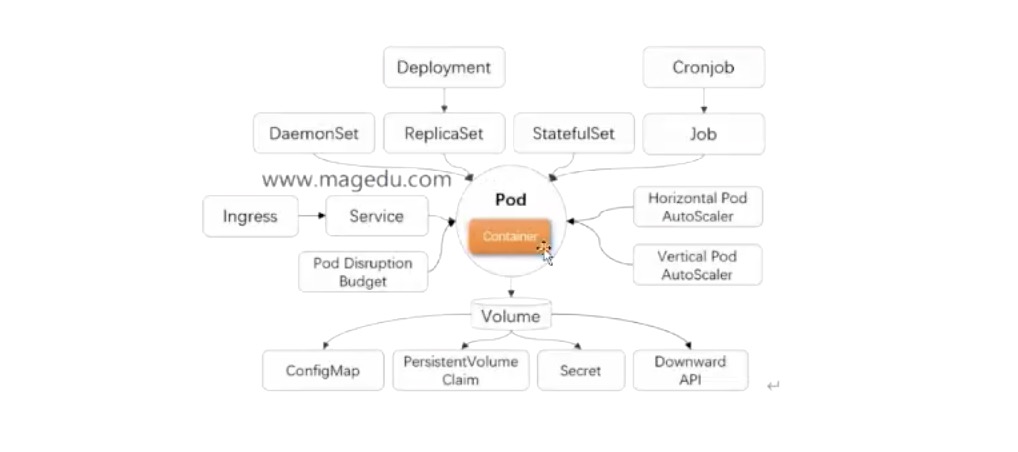 Deployment
Cronjob
DaemonSet
ReplicaSet
StatefulSet
Job
www.magedu.com
Pod
Container
Ingress
Service
Horizontal Pod
AutoScaler
Pod Disruption
Budget
Vertical Pod
AutoScaler
Volume
ConfigMap
PersistentVolume
Claim
Secret
Downward
API